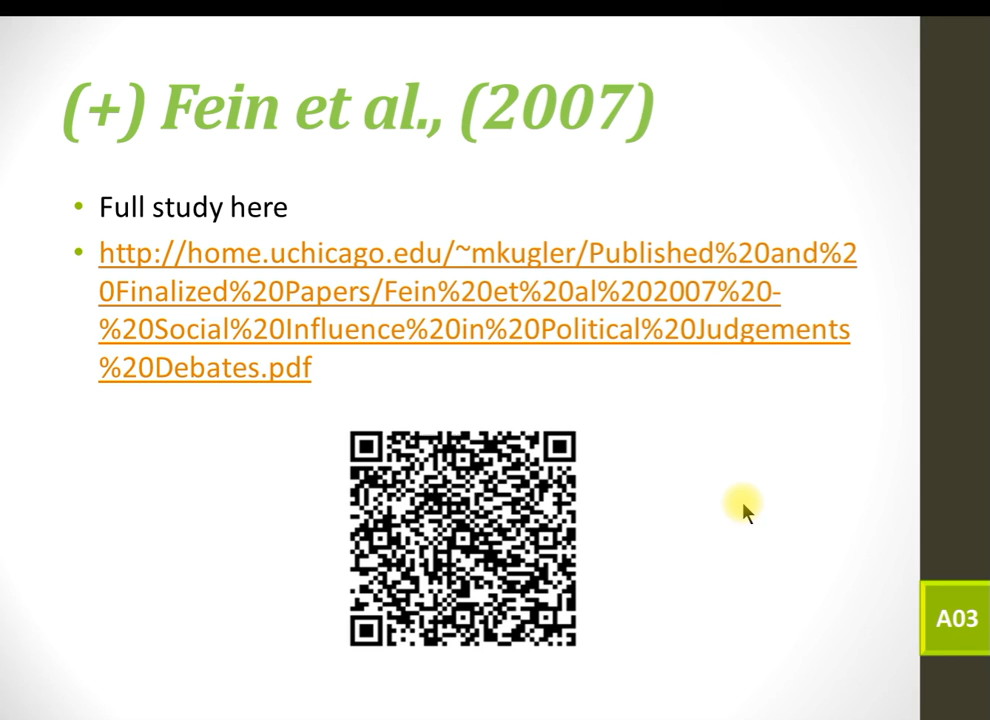 (+) Fein et al., (2007)
• Full study here
• http://home.uchicago.edu/~mkugler/Published%20and%2
0Finalized%20Papers/Fein%20et%20al%202007%20-
%20Social%20Influence%20in%20Political%20Judgements
%20Debates.pdf
A03